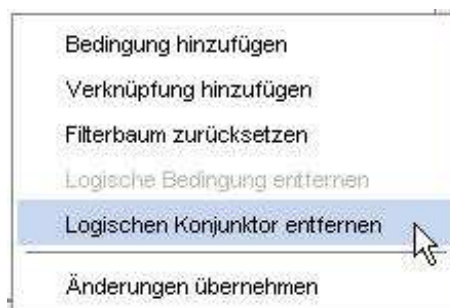 Bedingung hinzufügen
Verknüpfung hinzufügen
Filterbaum zurücksetzen
Logische Bedingung entfernen
Logischen Konjunktor entfernen
Änderungen übernehmen